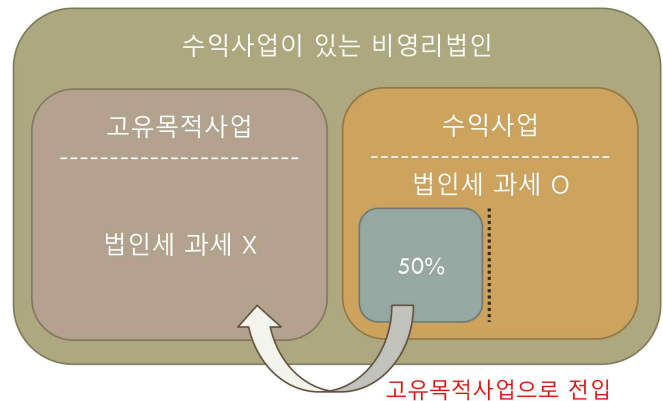 수익사업이 있는 비영리법인
고유목적사업
법인세 과세 X
수익사업
법인세 과세 O
50%
고유목적사업으로 전입